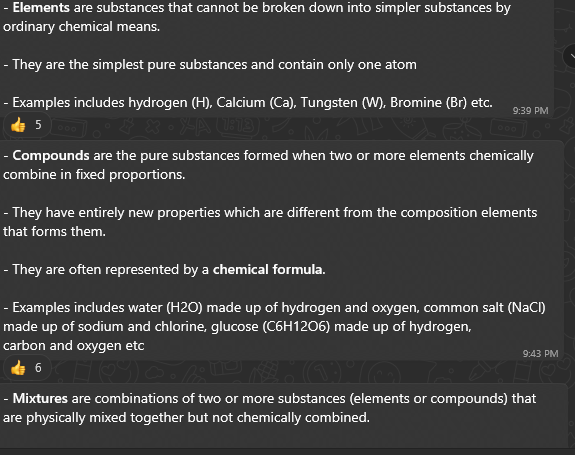 - Elements are substances that cannot be broken down into simpler substances by
ordinary chemical means.
- They are the simplest pure substances and contain only one atom
- Examples includes hydrogen (H), Calcium (Ca), Tungsten (W), Bromine (Br) etc.
9:39 PM
👍 5
- Compounds are the pure substances formed when two or more elements chemically
combine in fixed proportions.
- They have entirely new properties which are different from the composition elements
that forms them.
- They are often represented by a chemical formula.
- Examples includes water (H2O) made up of hydrogen and oxygen, common salt (NaCl)
made up of sodium and chlorine, glucose (C6H12O6) made up of hydrogen,
carbon and oxygen etc
9:43 PM
👍 6
- Mixtures are combinations of two or more substances (elements or compounds) that
are physically mixed together but not chemically combined.